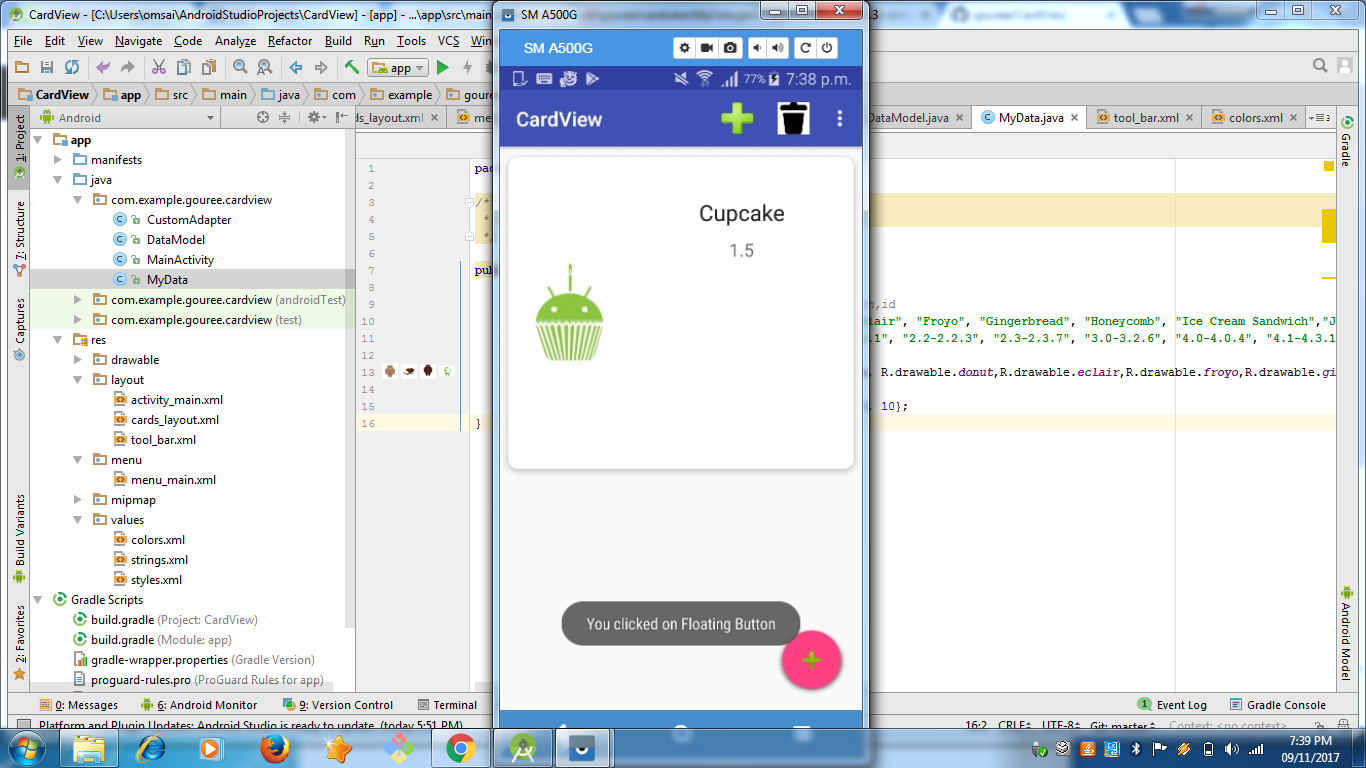 CardView - [C:\Users\omsai\AndroidStudioProjects\CardView] - [app] - ...\app\src\main
SM A500G
File Edit View Navigate Code Analyze Refactor Build Run Tools VCS Win
SM A500G
app
77% 7:38 p.m.
CardView app src main java com example gour
CardView
Android
ds_layout.xml me
DataModel.java MyData.java tool_bar.xml colors.xml
1: Project
7: Structure
Captures
Build Variants
2: Favorites
app
manifests
java
com.example.gouree.cardview
CustomAdapter
DataModel
MainActivity
MyData
com.example.gouree.cardview (androidTest)
com.example.gouree.cardview (test)
res
drawable
layout
activity_main.xml
cards_layout.xml
tool_bar.xml
menu
menu_main.xml
mipmap
values
colors.xml
strings.xml
styles.xml
Gradle Scripts
build.gradle (Project: CardView)
build.gradle (Module: app)
gradle-wrapper.properties (Gradle Version)
proguard-rules.pro (ProGuard Rules for app)
1 pac
2
3 /*
4 *
5 *
6
7 pub
8
9 ,id
10 lair", "Froyo", "Gingerbread", "Honeycomb", "Ice Cream Sandwich","J
11 .1", "2.2-2.2.3", "2.3-2.3.7", "3.0-3.2.6", "4.0-4.0.4", "4.1-4.3.1
12
13 , R.drawable.donut,R.drawable.eclair,R.drawable.froyo,R.drawable.gi
14
15 , 10};
16 }
Cupcake
1.5
You clicked on Floating Button
Gradle
Android Model
0: Messages 6: Android Monitor 9: Version Control Terminal
1 Event Log Gradle Console
Platform and Plugin Updates: Android Studio is ready to update. (today 5:51 PM)
16:2 CRLF UTF-8 Git: master Context: <no context>
7:39 PM
09/11/2017